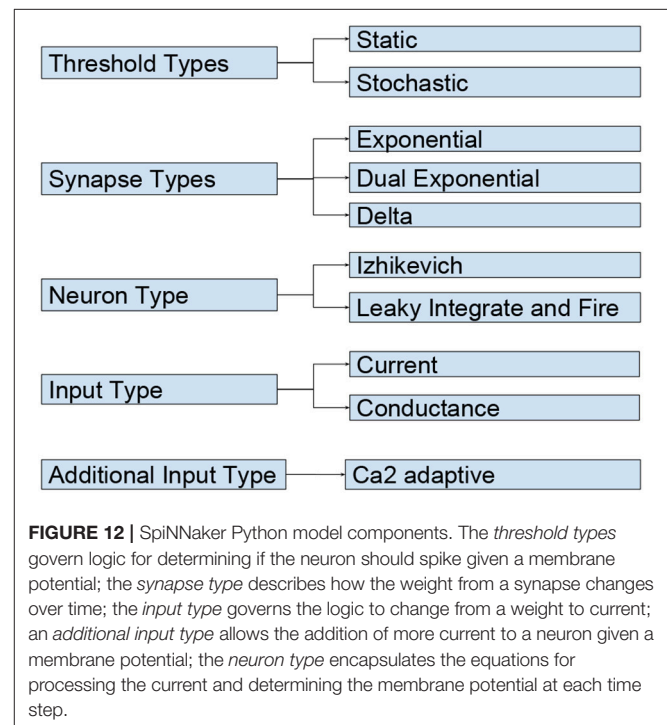 Threshold Types
Static
Stochastic
Synapse Types
Exponential
Dual Exponential
Delta
Neuron Type
Izhikevich
Leaky Integrate and Fire
Input Type
Current
Conductance
Additional Input Type
Ca2 adaptive
FIGURE 12 | SpiNNaker Python model components. The threshold types
govern logic for determining if the neuron should spike given a membrane
potential; the synapse type describes how the weight from a synapse changes
over time; the input type governs the logic to change from a weight to current;
an additional input type allows the addition of more current to a neuron given a
membrane potential; the neuron type encapsulates the equations for
processing the current and determining the membrane potential at each time
step.